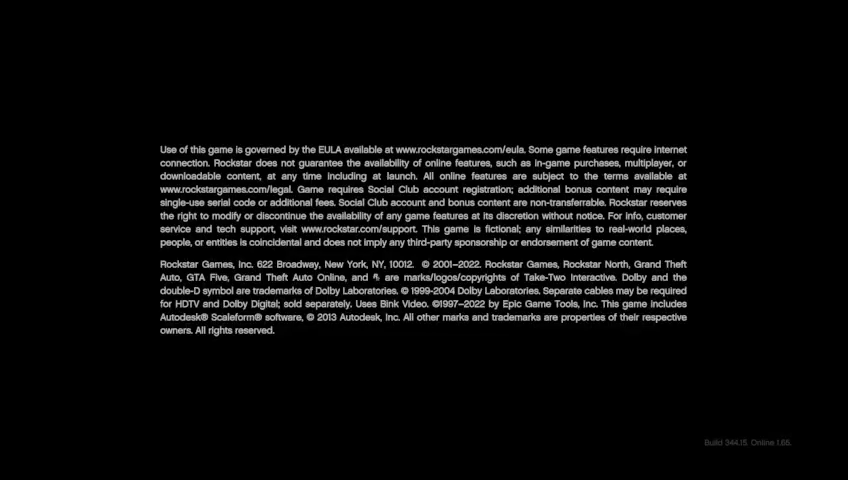 Use of this game is governed by the EULA available at www.rockstargames.com/eula. Some game features require internet
connection. Rockstar does not guarantee the availability of online features, such as in-game purchases, multiplayer, or
downloadable content, at any time including at launch. All online features are subject to the terms available at
www.rockstargames.com/legal. Game requires Social Club account registration; additional bonus content may require
single-use serial code or additional fees. Social Club account and bonus content are non-transferrable. Rockstar reserves
the right to modify or discontinue the availability of any game features at its discretion without notice. For info, customer
service and tech support, visit www.rockstar.com/support. This game is fictional; any similarities to real-world places,
people, or entities is coincidental and does not imply any third-party sponsorship or endorsement of game content.
Rockstar Games, Inc. 622 Broadway, New York, NY, 10012. © 2001–2022. Rockstar Games, Rockstar North, Grand Theft
Auto, GTA Five, Grand Theft Auto Online, and are marks/logos/copyrights of Take-Two Interactive. Dolby and the
double-D symbol are trademarks of Dolby Laboratories. © 1999-2004 Dolby Laboratories. Separate cables may be required
for HDTV and Dolby Digital; sold separately. Uses Bink Video. ©1997–2022 by Epic Game Tools, Inc. This game includes
Autodesk® Scaleform® software, © 2013 Autodesk, Inc. All other marks and trademarks are properties of their respective
owners. All rights reserved.
Build 344.15. Online 1.65.